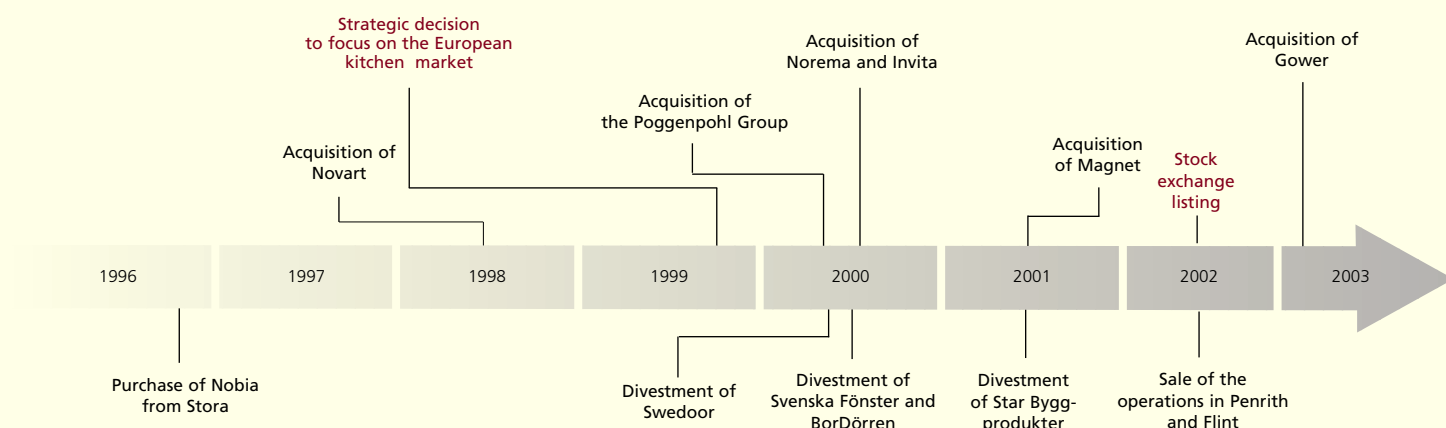 Strategic decision
to focus on the European
kitchen market
Acquisition of
Norema and Invita
Acquisition of
Gower
Acquisition of
the Poggenpohl Group
Acquisition of
Novart
Acquisition
of Magnet
Stock
exchange
listing
1996
1997
1998
1999
2000
2001
2002
2003
Purchase of Nobia
from Stora
Divestment of
Swedoor
Divestment of
Svenska Fönster and
BorDörren
Divestment
of Star Bygg-
produkter
Sale of the
operations in Penrith
and Flint